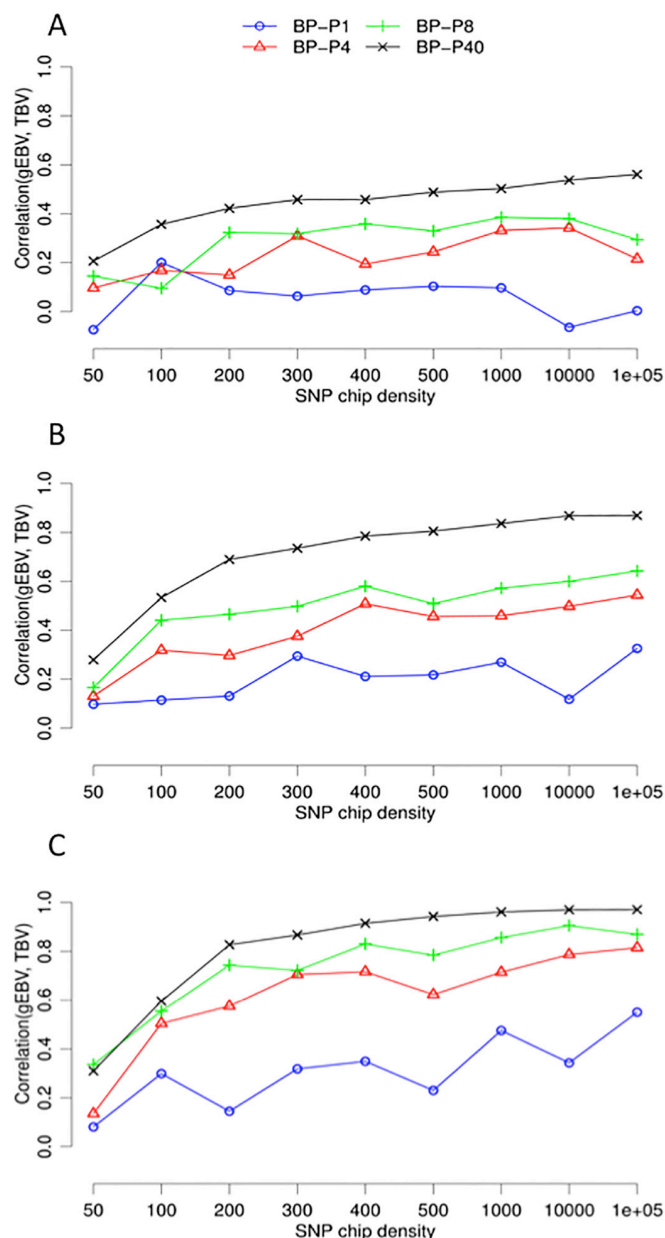 A
BP−P1 BP−P8
BP−P4 BP−P40
Correlation(gEBV, TBV)
1.0
0.8
0.6
0.4
0.2
0.0
50 100 200 300 400 500 1000 10000 1e+05
SNP chip density
B
Correlation(gEBV, TBV)
1.0
0.8
0.6
0.4
0.2
0.0
50 100 200 300 400 500 1000 10000 1e+05
SNP chip density
C
Correlation(gEBV, TBV)
1.0
0.8
0.6
0.4
0.2
0.0
50 100 200 300 400 500 1000 10000 1e+05
SNP chip density